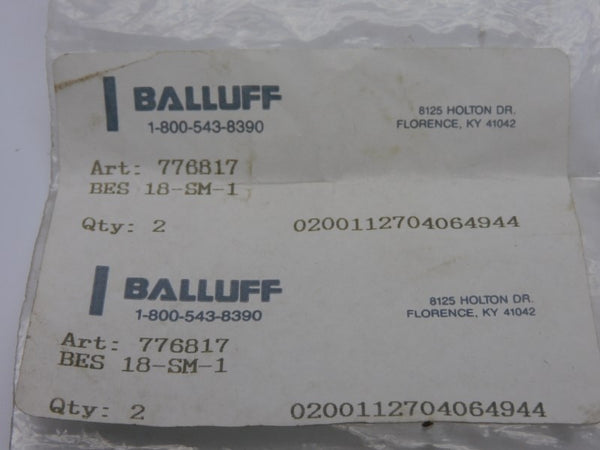 BALLUFF
1-800-543-8390
8125 HOLTON DR.
FLORENCE, KY 41042
Art: 776817
BES 18-SM-1
Qty: 2
0200112704064944
BALLUFF
1-800-543-8390
8125 HOLTON DR.
FLORENCE, KY 41042
Art: 776817
BES 18-SM-1
Qty: 2
0200112704064944